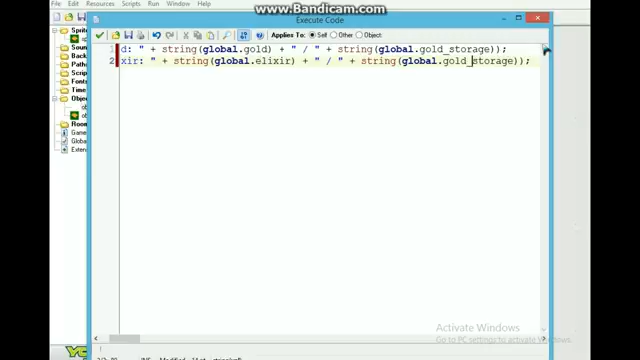 www.Bandicam.com
File Edit Resources Scripts Run Window Help
Execute Code
Applies To: Self Other Object
1 d: " + string(global.gold) + " / " + string(global.gold_storage));
2 xir: " + string(global.elixir) + " / " + string(global.gold_storage));
Activate Windows
Go to PC settings to activate Windows.
INS Modified